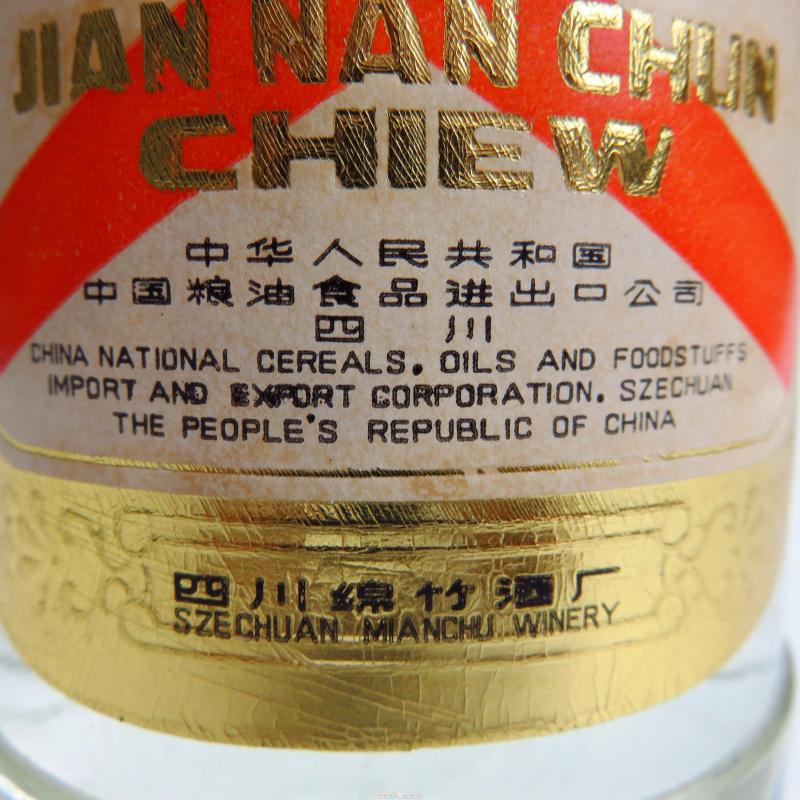 JIAN NAN CHUN
CHIEW
中华人民共和国
中国粮油食品进出口公司
四川
CHINA NATIONAL CEREALS. OILS AND FOODSTUFFS
IMPORT AND EXPORT CORPORATION. SZECHUAN
THE PEOPLE'S REPUBLIC OF CHINA
四川绵竹酒厂
SZECHUAN MIANCHU WINERY